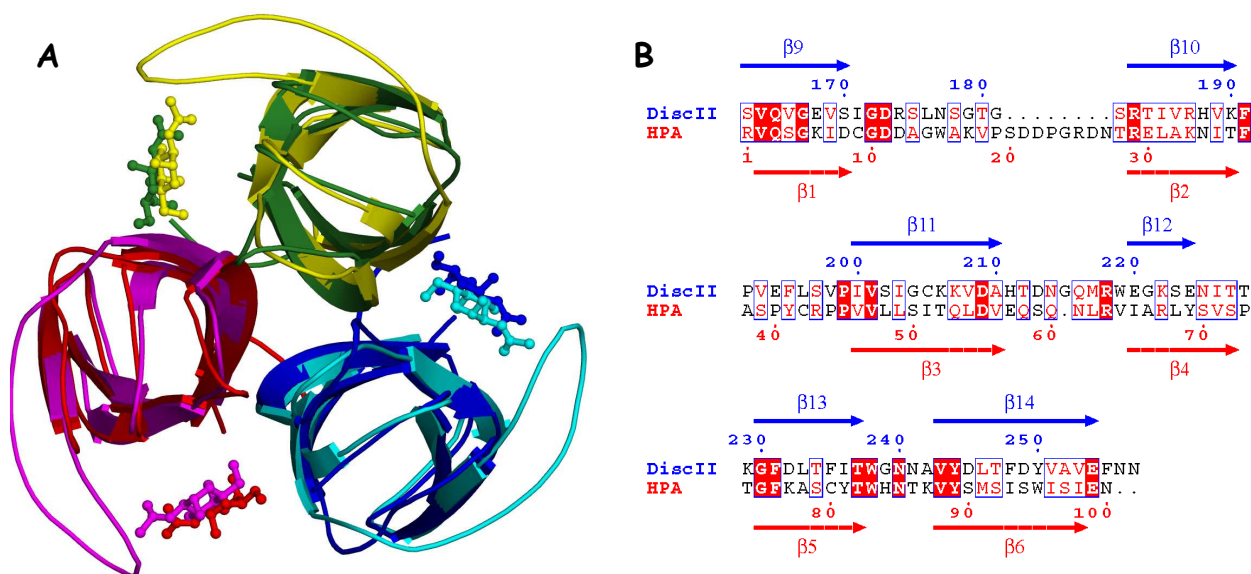 A
B
β9 β10
170 180 190
DiscII SVQVGEVSIGDRSLNSGTG........SRTIVRHVKF
HPA RVQSGKIDCGDDAGWAKVPSDDPGRDNTRELAKNITF
1 10 20 30
β1 β2
β11 β12
200 210 220
DiscII PVEFLSVPIVSIGCKKVDAHTDNGQMRWEGKSENITT
HPA ASPYCRPPVVLLSITQLDVEQSQ.NLRVIARLYSVSP
40 50 60 70
β3 β4
β13 β14
230 240 250
DiscII KGFDLTFITWGNNAVYDLTFDYVAVEFNN
HPA TGFKASCYTWHNTKVYSMSISWISIEN..
80 90 100
β5 β6